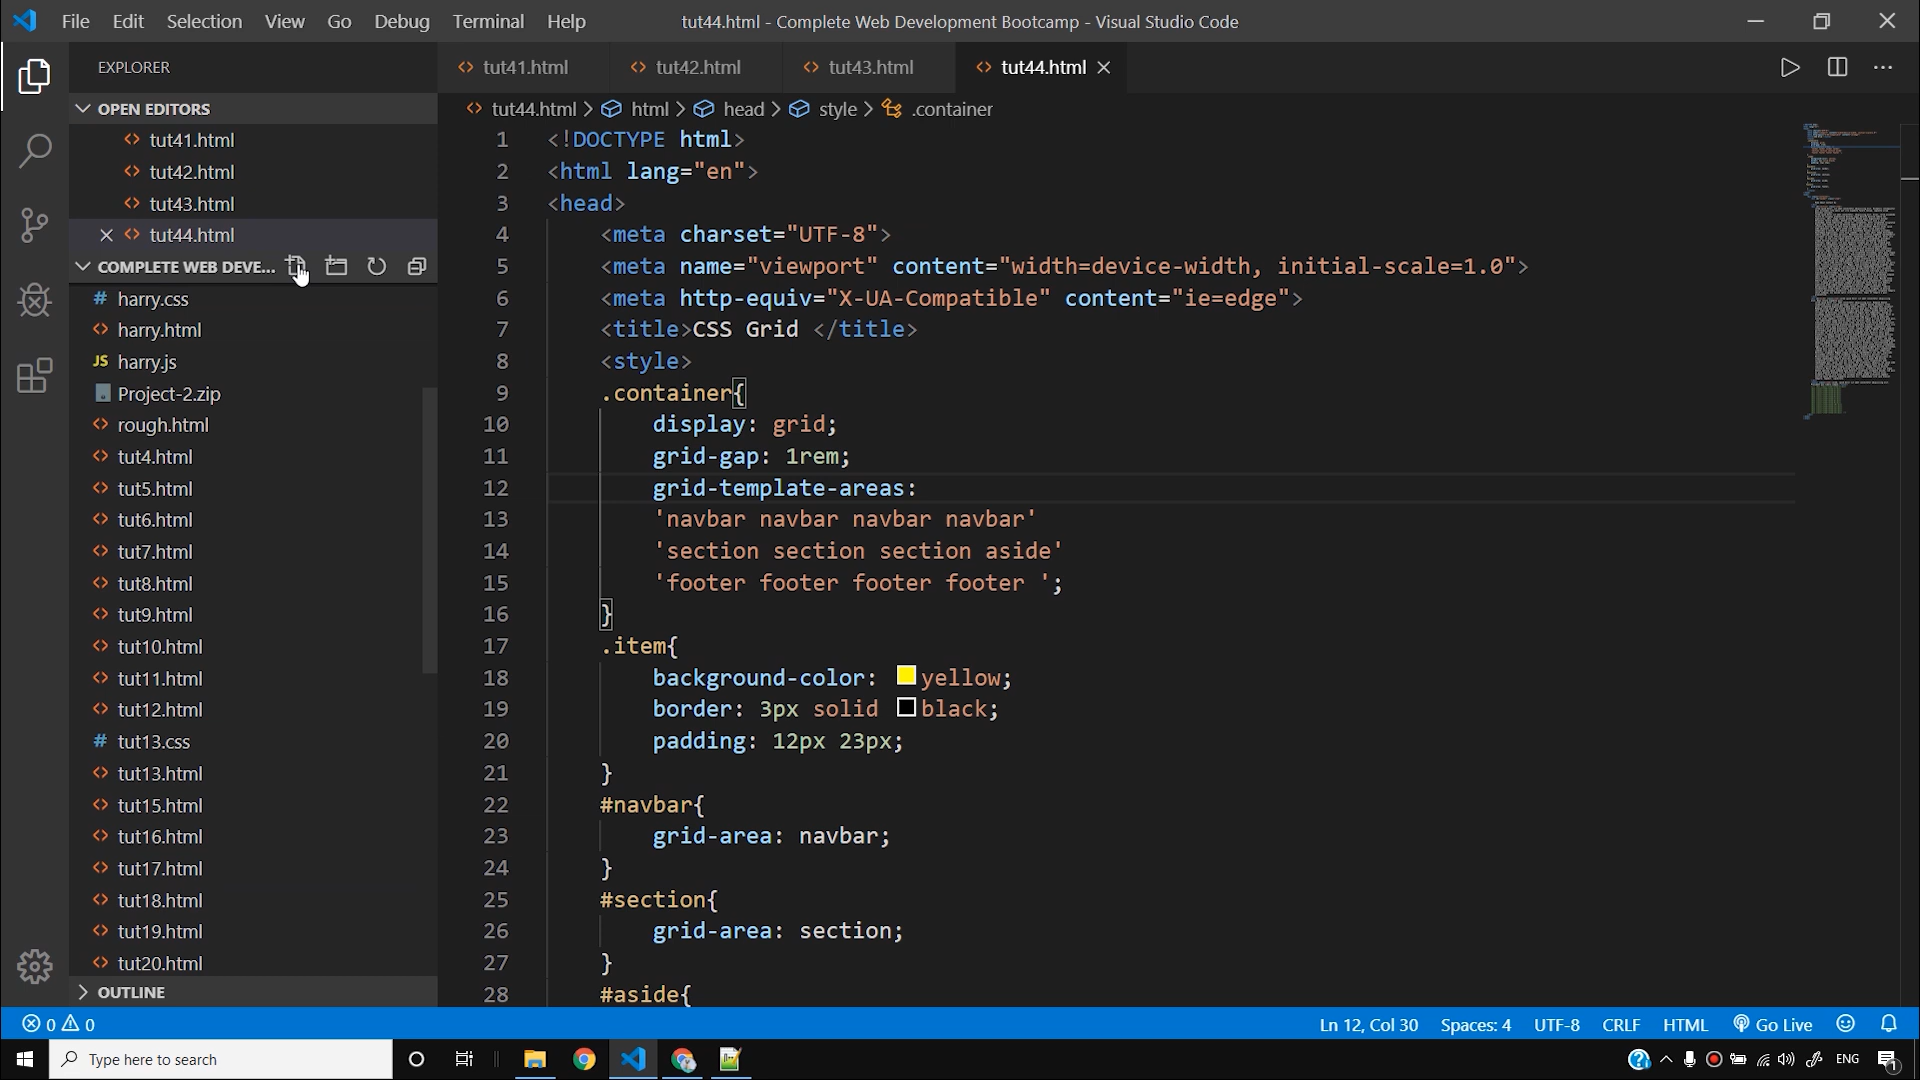 File Edit Selection View Go Debug Terminal Help
tut44.html - Complete Web Development Bootcamp - Visual Studio Code
EXPLORER
OPEN EDITORS
tut41.html
tut42.html
tut43.html
tut44.html
COMPLETE WEB DEVE...
harry.css
harry.html
JS harry.js
Project-2.zip
rough.html
tut4.html
tut5.html
tut6.html
tut7.html
tut8.html
tut9.html
tut10.html
tut11.html
tut12.html
tut13.css
tut13.html
tut15.html
tut16.html
tut17.html
tut18.html
tut19.html
tut20.html
OUTLINE
tut41.html tut42.html tut43.html tut44.html
tut44.html > html > head > style > .container
1 <!DOCTYPE html>
2 <html lang="en">
3 <head>
4 <meta charset="UTF-8">
5 <meta name="viewport" content="width=device-width, initial-scale=1.0">
6 <meta http-equiv="X-UA-Compatible" content="ie=edge">
7 <title>CSS Grid </title>
8 <style>
9 .container{
10 display: grid;
11 grid-gap: 1rem;
12 grid-template-areas:
13 'navbar navbar navbar navbar'
14 'section section section aside'
15 'footer footer footer footer ';
16 }
17 .item{
18 background-color: yellow;
19 border: 3px solid black;
20 padding: 12px 23px;
21 }
22 #navbar{
23 grid-area: navbar;
24 }
25 #section{
26 grid-area: section;
27 }
28 #aside{
0 0
Ln 12, Col 30 Spaces: 4 UTF-8 CRLF HTML Go Live
Type here to search
ENG
1